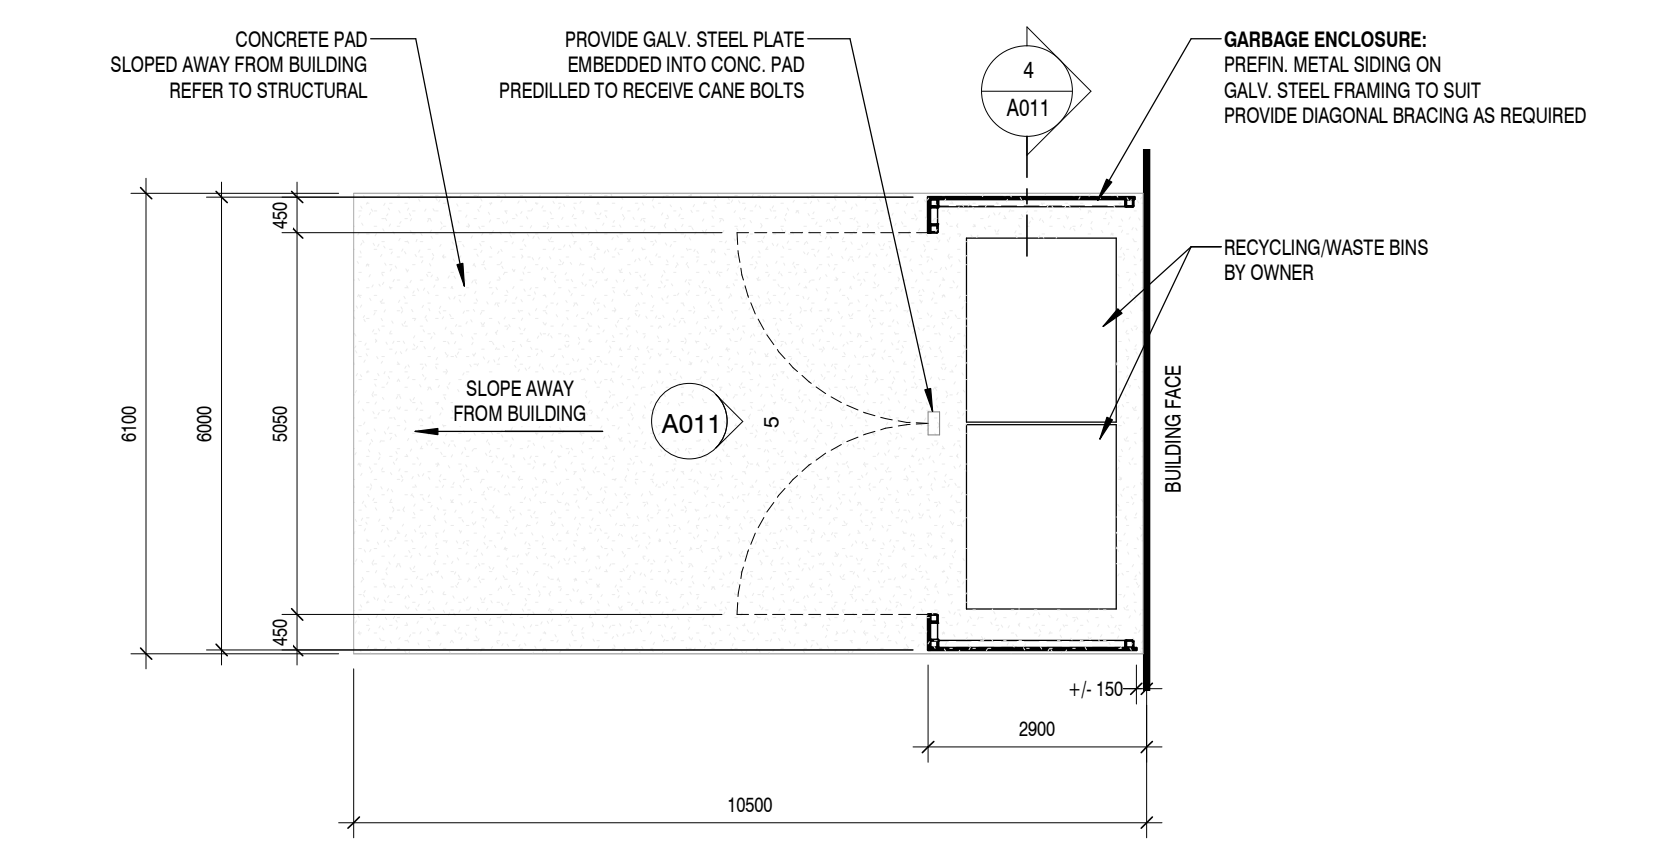 CONCRETE PAD
SLOPED AWAY FROM BUILDING
REFER TO STRUCTURAL
PROVIDE GALV. STEEL PLATE
EMBEDDED INTO CONC. PAD
PREDILLED TO RECEIVE CANE BOLTS
4
A011
GARBAGE ENCLOSURE:
PREFIN. METAL SIDING ON
GALV. STEEL FRAMING TO SUIT
PROVIDE DIAGONAL BRACING AS REQUIRED
RECYCLING/WASTE BINS
BY OWNER
450
6100
6000
5050
450
SLOPE AWAY
FROM BUILDING
A011
5
BUILDING FACE
+/- 150
2900
10500